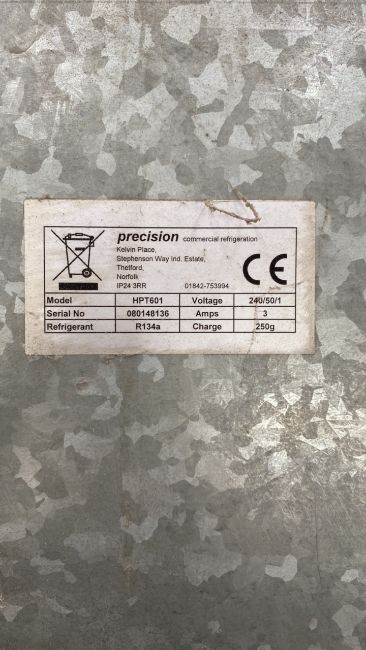 precision commercial refrigeration
Kelvin Place,
Stephenson Way Ind. Estate,
Thetford,
Norfolk
IP24 3RR 01842-753994
CE
Model HPT601 Voltage 240/50/1
Serial No 080148136 Amps 3
Refrigerant R134a Charge 250g